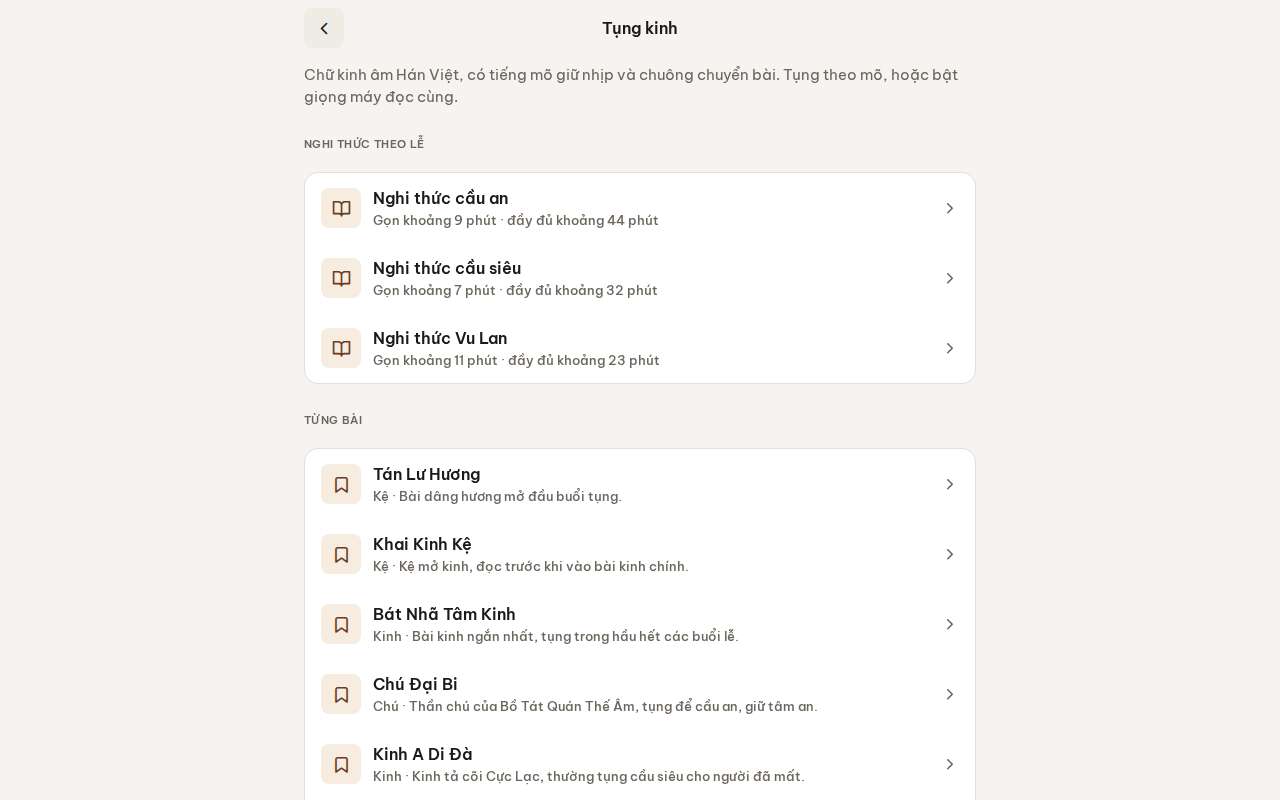 Tụng kinh
Chữ kinh âm Hán Việt, có tiếng mõ giữ nhịp và chuông chuyển bài. Tụng theo mõ, hoặc bật
giọng máy đọc cùng.
NGHI THỨC THEO LỄ
Nghi thức cầu an
Gọn khoảng 9 phút · đầy đủ khoảng 44 phút
Nghi thức cầu siêu
Gọn khoảng 7 phút · đầy đủ khoảng 32 phút
Nghi thức Vu Lan
Gọn khoảng 11 phút · đầy đủ khoảng 23 phút
TỪNG BÀI
Tán Lư Hương
Kệ · Bài dâng hương mở đầu buổi tụng.
Khai Kinh Kệ
Kệ · Kệ mở kinh, đọc trước khi vào bài kinh chính.
Bát Nhã Tâm Kinh
Kinh · Bài kinh ngắn nhất, tụng trong hầu hết các buổi lễ.
Chú Đại Bi
Chú · Thần chú của Bồ Tát Quán Thế Âm, tụng để cầu an, giữ tâm an.
Kinh A Di Đà
Kinh · Kinh tả cõi Cực Lạc, thường tụng cầu siêu cho người đã mất.